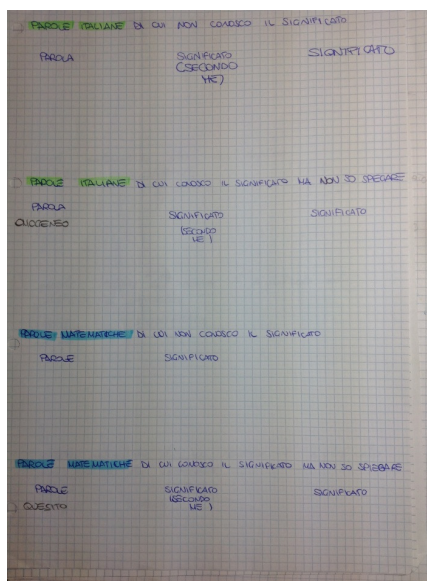 PAROLE ITALIANE DI CUI NON CONOSCO IL SIGNIFICATO
PAROLA SIGNIFICATO SIGNIFICATO
(SECONDO
ME)
PAROLE ITALIANE DI CUI CONOSCO IL SIGNIFICATO MA NON SO SPIEGARE
PAROLA SIGNIFICATO SIGNIFICATO
(SECONDO
ME)
PAROLE MATEMATICHE DI CUI NON CONOSCO IL SIGNIFICATO
PAROLE SIGNIFICATO
PAROLE MATEMATICHE DI CUI CONOSCO IL SIGNIFICATO MA NON SO SPIEGARE
PAROLE SIGNIFICATO SIGNIFICATO
(SECONDO
QUESITO ME)